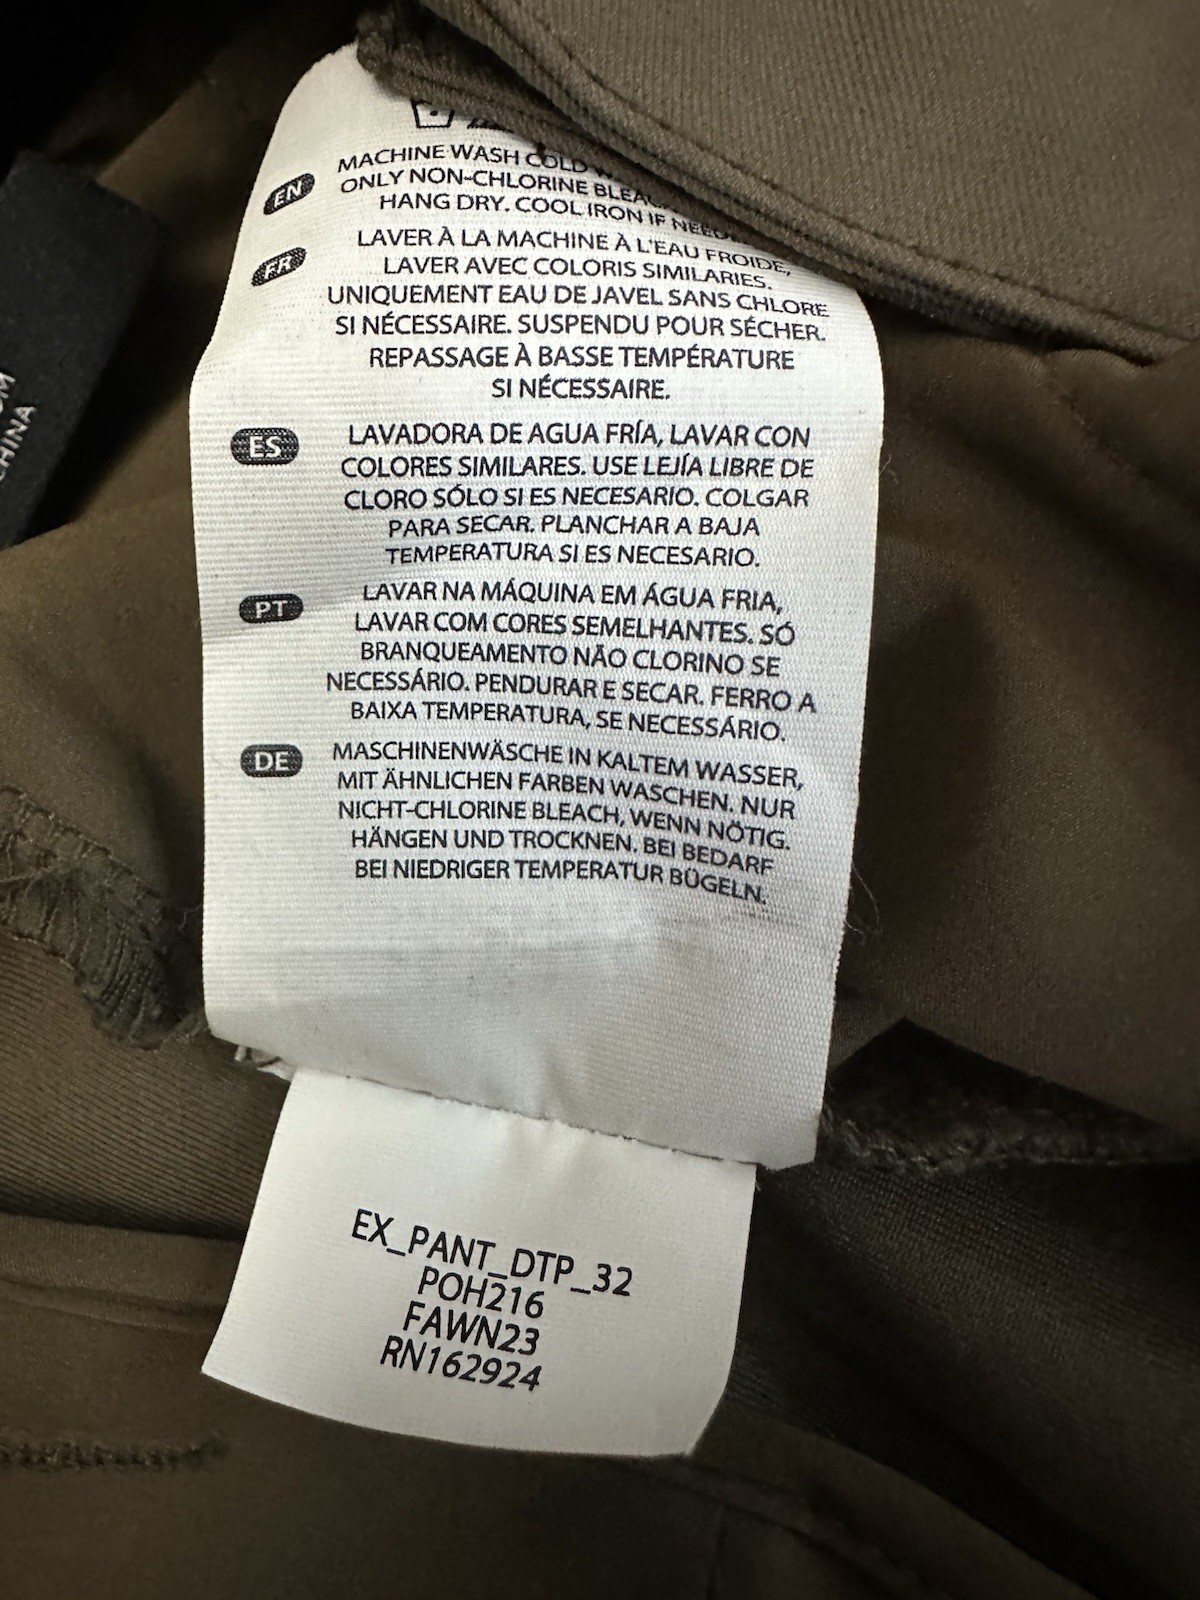 OM
CHINA
EN
MACHINE WASH COLD
ONLY NON-CHLORINE
HANG DRY. COOL IRON IF
FR
LAVER À LA MACHINE À L'EAU FROIDE,
LAVER AVEC COLORIS SIMILARIES.
UNIQUEMENT EAU DE JAVEL SANS CHLORE
SI NÉCESSAIRE. SUSPENDU POUR SÉCHER.
REPASSAGE À BASSE TEMPÉRATURE
SI NÉCESSAIRE.
ES
LAVADORA DE AGUA FRÍA, LAVAR CON
COLORES SIMILARES. USE LEJÍA LIBRE DE
CLORO SÓLO SI ES NECESARIO. COLGAR
PARA SECAR. PLANCHAR A BAJA
TEMPERATURA SI ES NECESARIO.
PT
LAVAR NA MÁQUINA EM ÁGUA FRIA,
LAVAR COM CORES SEMELHANTES. SÓ
BRANQUEAMENTO NÃO CLORINO SE
NECESSÁRIO. PENDURAR E SECAR. FERRO A
BAIXA TEMPERATURA, SE NECESSÁRIO.
DE
MASCHINENWÄSCHE IN KALTEM WASSER,
MIT ÄHNLICHEN FARBEN WASCHEN. NUR
NICHT-CHLORINE BLEACH, WENN NÖTIG.
HÄNGEN UND TROCKNEN. BEI BEDARF
BEI NIEDRIGER TEMPERATUR BÜGELN.
EX_PANT_DTP_32
POH216
FAWN23
RN162924